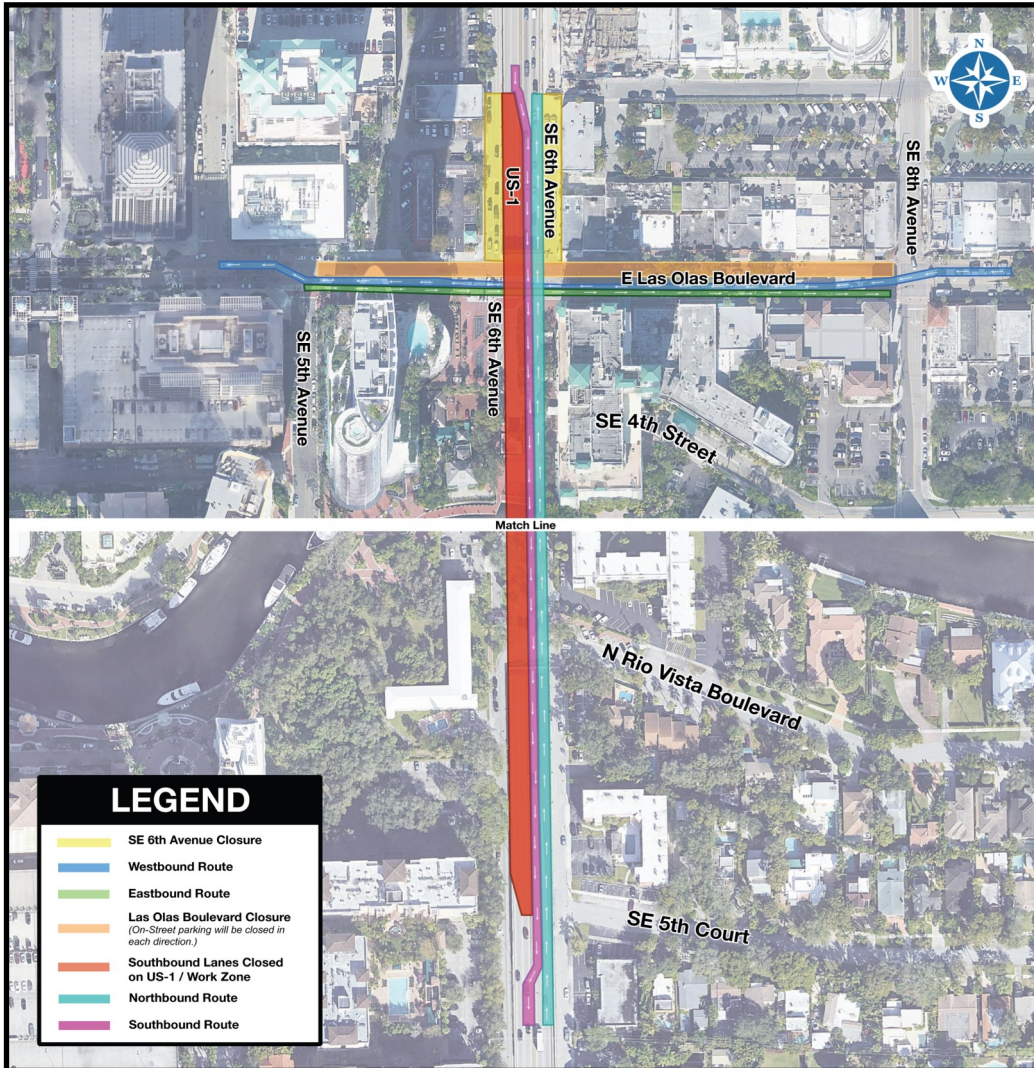 N
W
E
S
SE 6th Avenue
US-1
SE 8th Avenue
E Las Olas Boulevard
SE 6th Avenue
SE 5th Avenue
SE 4th Street
Match Line
N Rio Vista Boulevard
SE 5th Court
LEGEND
SE 6th Avenue Closure
Westbound Route
Eastbound Route
Las Olas Boulevard Closure
(On-Street parking will be closed in
each direction.)
Southbound Lanes Closed
on US-1 / Work Zone
Northbound Route
Southbound Route